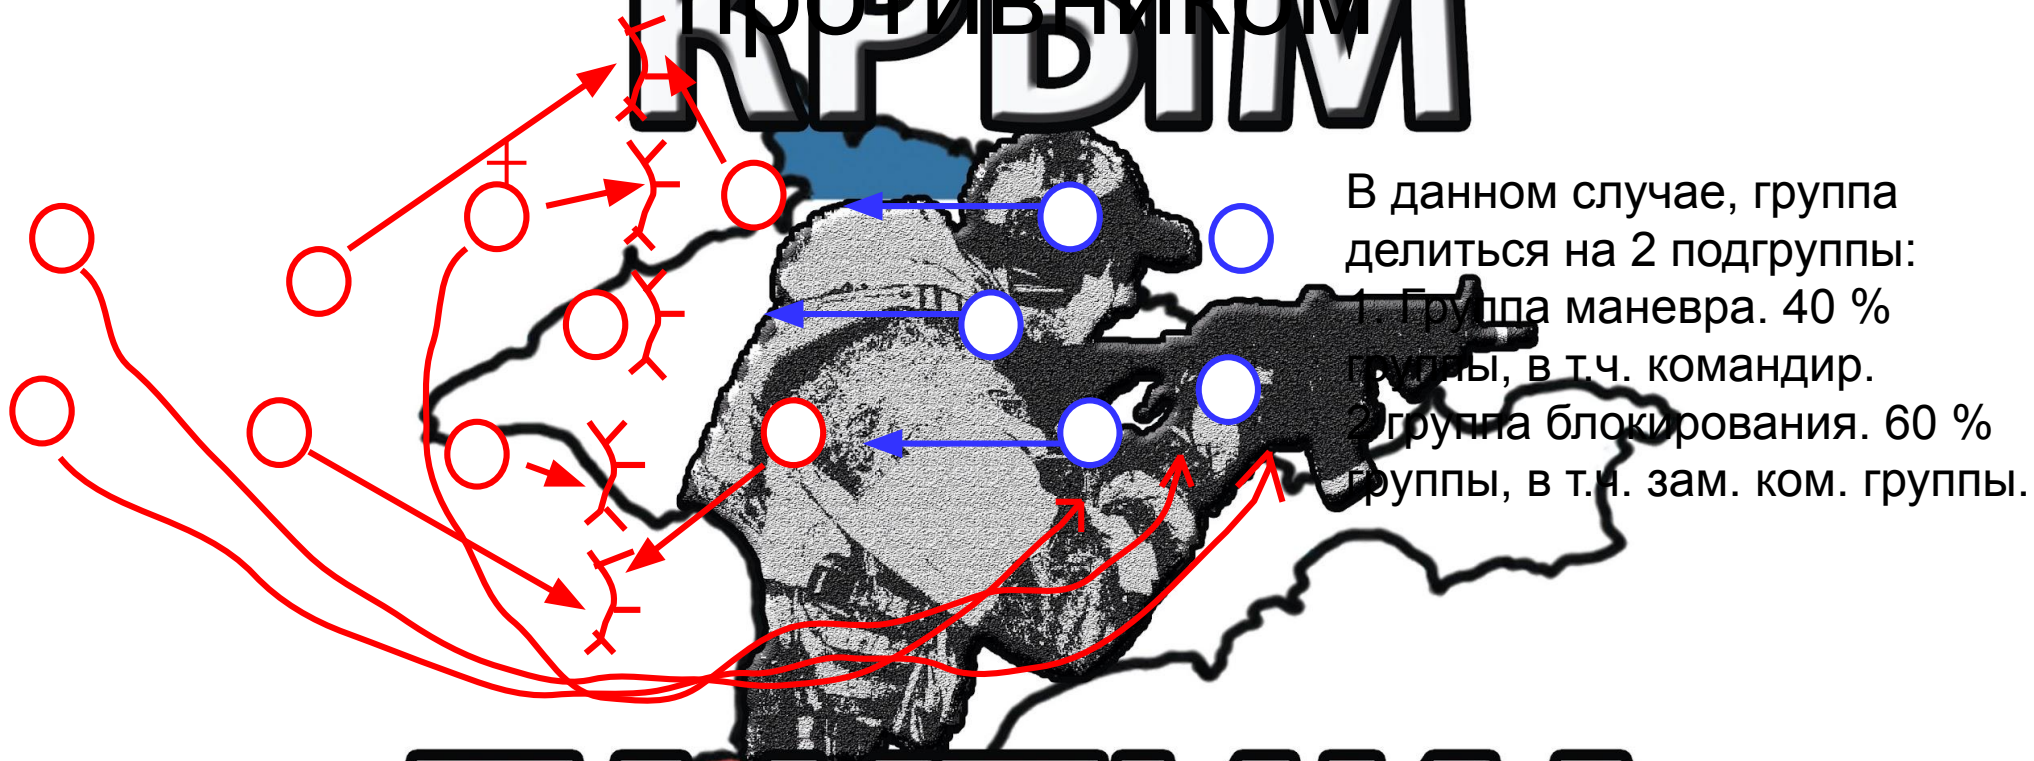 противником
КРЫМ
В данном случае, группа
делиться на 2 подгруппы:
1. Группа маневра. 40 %
группы, в т.ч. командир.
2 группа блокирования. 60 %
группы, в т.ч. зам. ком. группы.